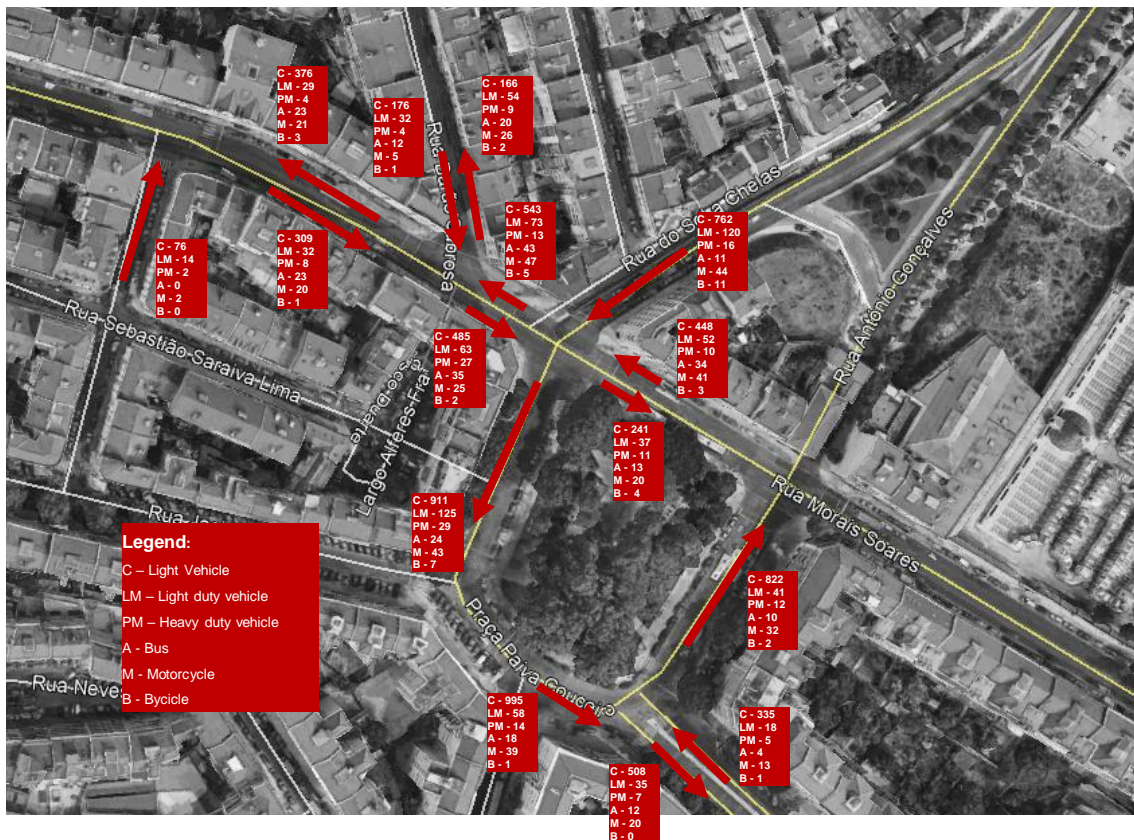 C - 376
LM - 29
PM - 4
A - 23
M - 21
B - 3
C - 176
LM - 32
PM - 4
A - 12
M - 5
B - 1
C - 166
LM - 54
PM - 9
A - 20
M - 26
B - 2
C - 543
LM - 73
PM - 13
A - 43
M - 47
B - 5
C - 762
LM - 120
PM - 16
A - 11
M - 44
B - 11
Rua do Sol a Chelas
C - 76
LM - 14
PM - 2
A - 0
M - 2
B - 0
C - 309
LM - 32
PM - 8
A - 23
M - 20
B - 1
Rua António Gonçalves
Rua Sebastião Saraiva Lima
C - 485
LM - 63
PM - 27
A - 35
M - 25
B - 2
C - 448
LM - 52
PM - 10
A - 34
M - 41
B - 3
Largo Alferes Fra
C - 241
LM - 37
PM - 11
A - 13
M - 20
B - 4
Rua Morais Soares
C - 911
LM - 125
PM - 29
A - 24
M - 43
B - 7
Legend:
C – Light Vehicle
LM – Light duty vehicle
PM – Heavy duty vehicle
A - Bus
M - Motorcycle
B - Bycicle
C - 822
LM - 41
PM - 12
A - 10
M - 32
B - 2
Praça Paiva Couceiro
Rua Neve
C - 995
LM - 58
PM - 14
A - 18
M - 39
B - 1
C - 335
LM - 18
PM - 5
A - 4
M - 13
B - 1
C - 508
LM - 35
PM - 7
A - 12
M - 20
B - 0